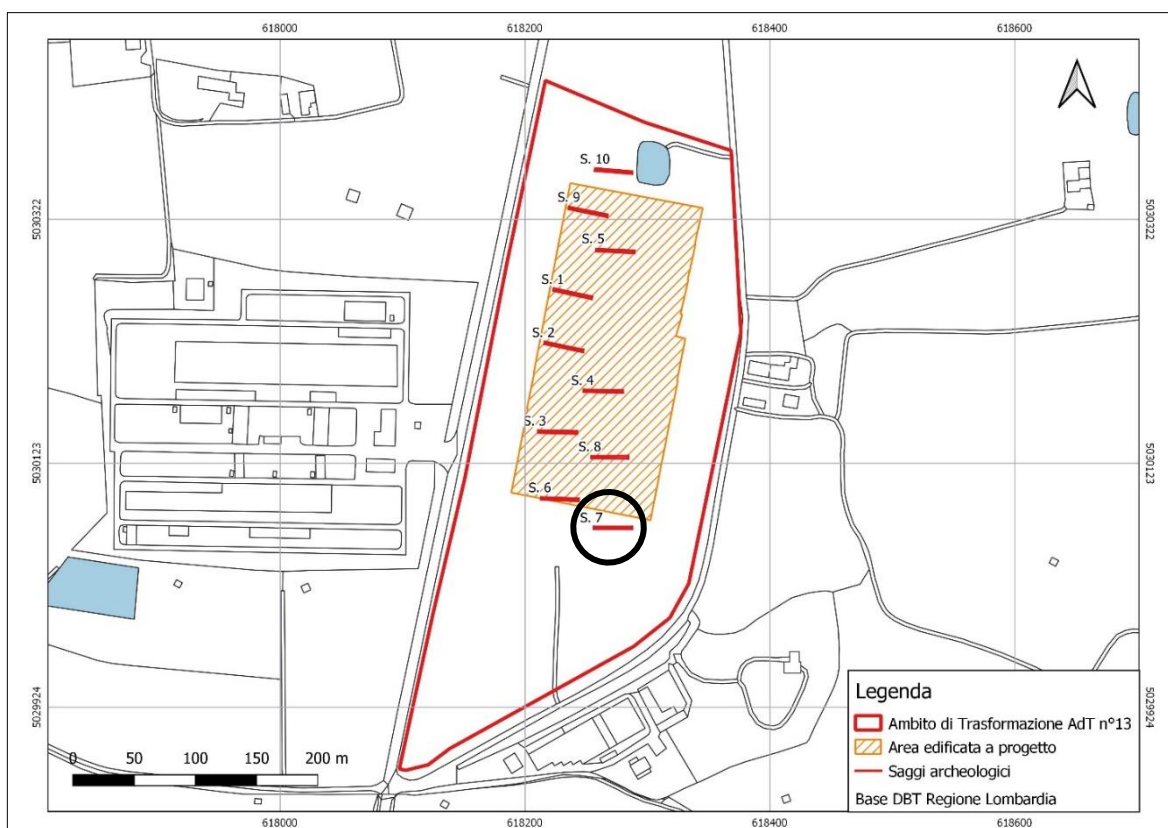 618000 618200 618400 618600
S. 10
S. 9
5030322 5030322
S. 5
S. 1
S. 2
S. 4
S. 3
S. 8
5030123 5030123
S. 6
S. 7
Legenda
Ambito di Trasformazione AdT n°13
5029924 5029924
Area edificata a progetto
0 50 100 150 200 m
Saggi archeologici
Base DBT Regione Lombardia
618000 618200 618400 618600